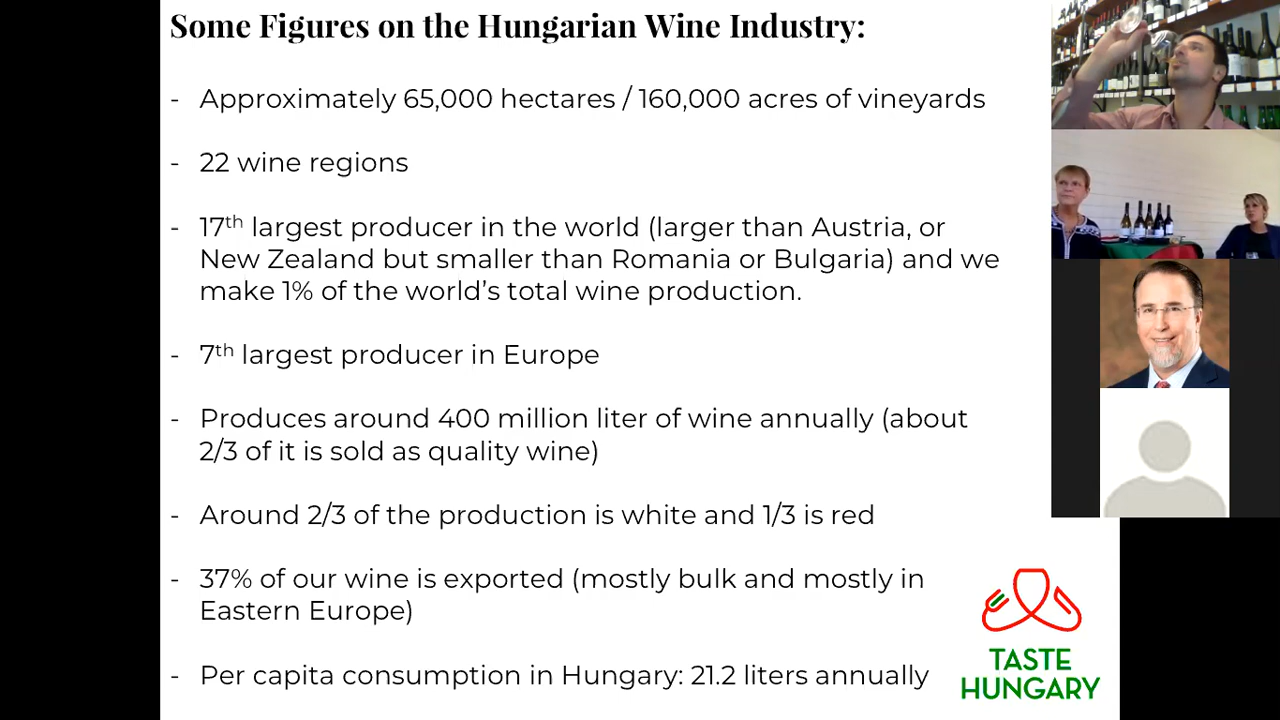 Some Figures on the Hungarian Wine Industry:
- Approximately 65,000 hectares / 160,000 acres of vineyards
- 22 wine regions
- 17th largest producer in the world (larger than Austria, or
New Zealand but smaller than Romania or Bulgaria) and we
make 1% of the world’s total wine production.
- 7th largest producer in Europe
- Produces around 400 million liter of wine annually (about
2/3 of it is sold as quality wine)
- Around 2/3 of the production is white and 1/3 is red
- 37% of our wine is exported (mostly bulk and mostly in
Eastern Europe)
- Per capita consumption in Hungary: 21.2 liters annually
TASTE
HUNGARY